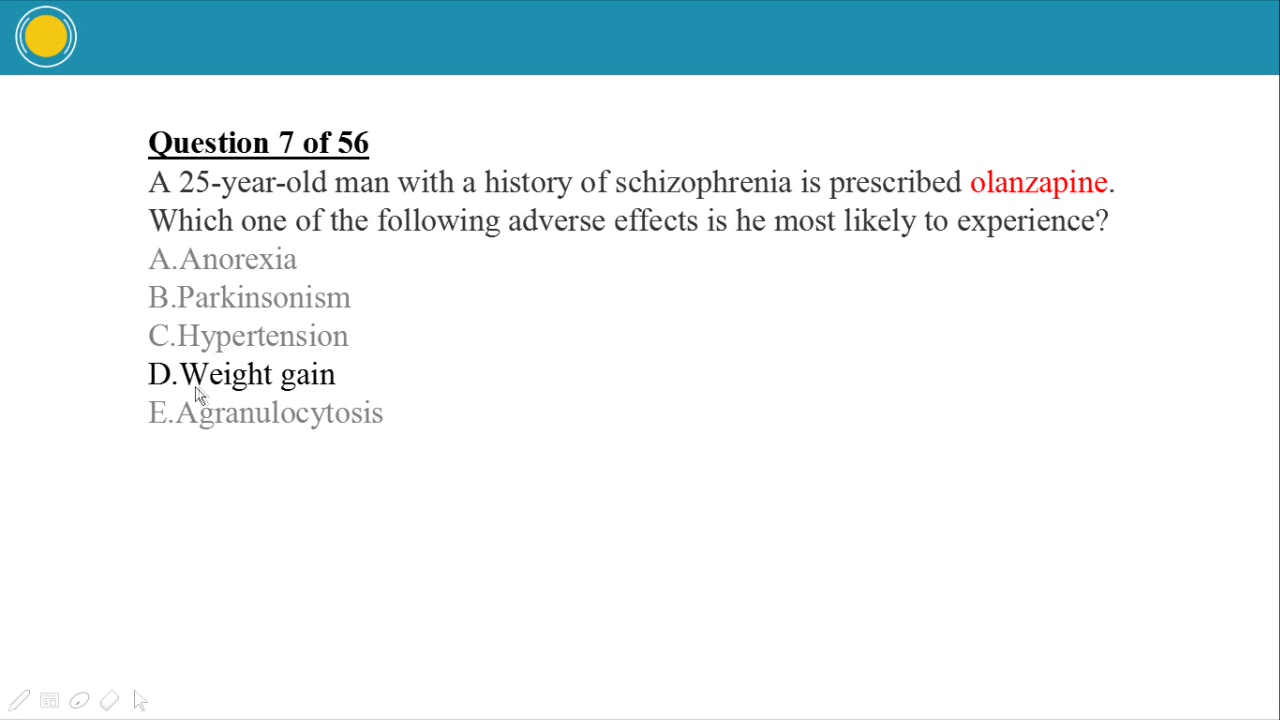 Question 7 of 56
A 25-year-old man with a history of schizophrenia is prescribed olanzapine.
Which one of the following adverse effects is he most likely to experience?
A.Anorexia
B.Parkinsonism
C.Hypertension
D.Weight gain
E.Agranulocytosis